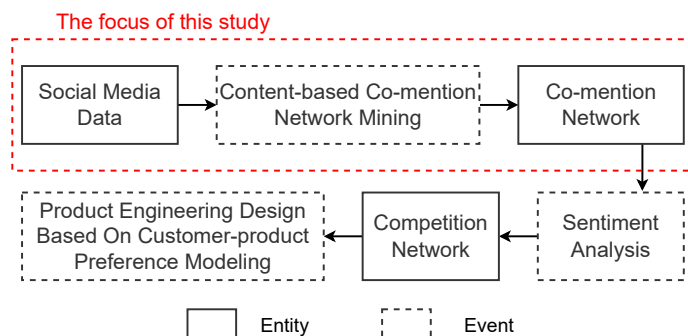 The focus of this study
Social Media
Data
Content-based Co-mention
Network Mining
Co-mention
Network
Product Engineering Design
Based On Customer-product
Preference Modeling
Competition
Network
Sentiment
Analysis
Entity
Event